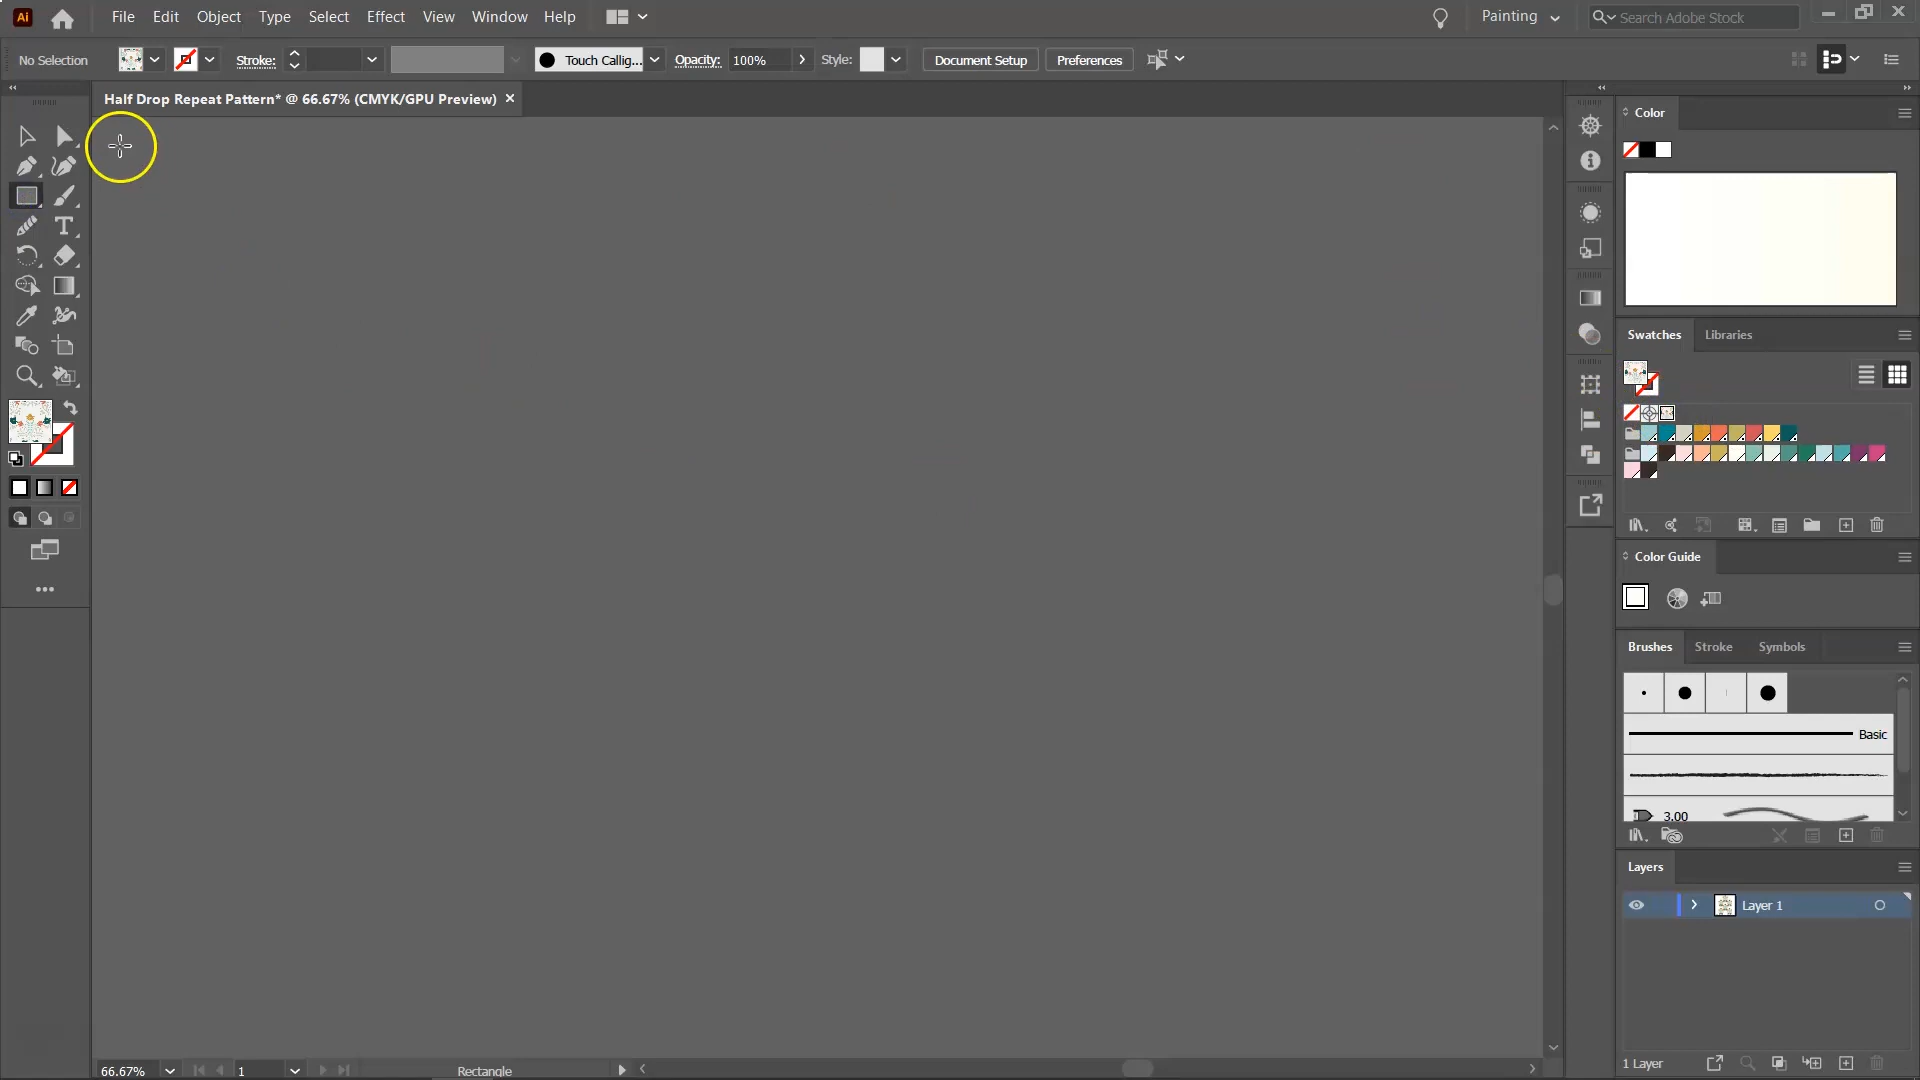 Ai File Edit Object Type Select Effect View Window Help Painting Search Adobe Stock
No Selection Stroke: Touch Callig... Opacity: 100% Style: Document Setup Preferences
Half Drop Repeat Pattern* @ 66.67% (CMYK/GPU Preview)
Color
Swatches Libraries
Color Guide
Brushes Stroke Symbols
Basic
3.00
Layers
Layer 1
1 Layer
66.67% 1 Rectangle